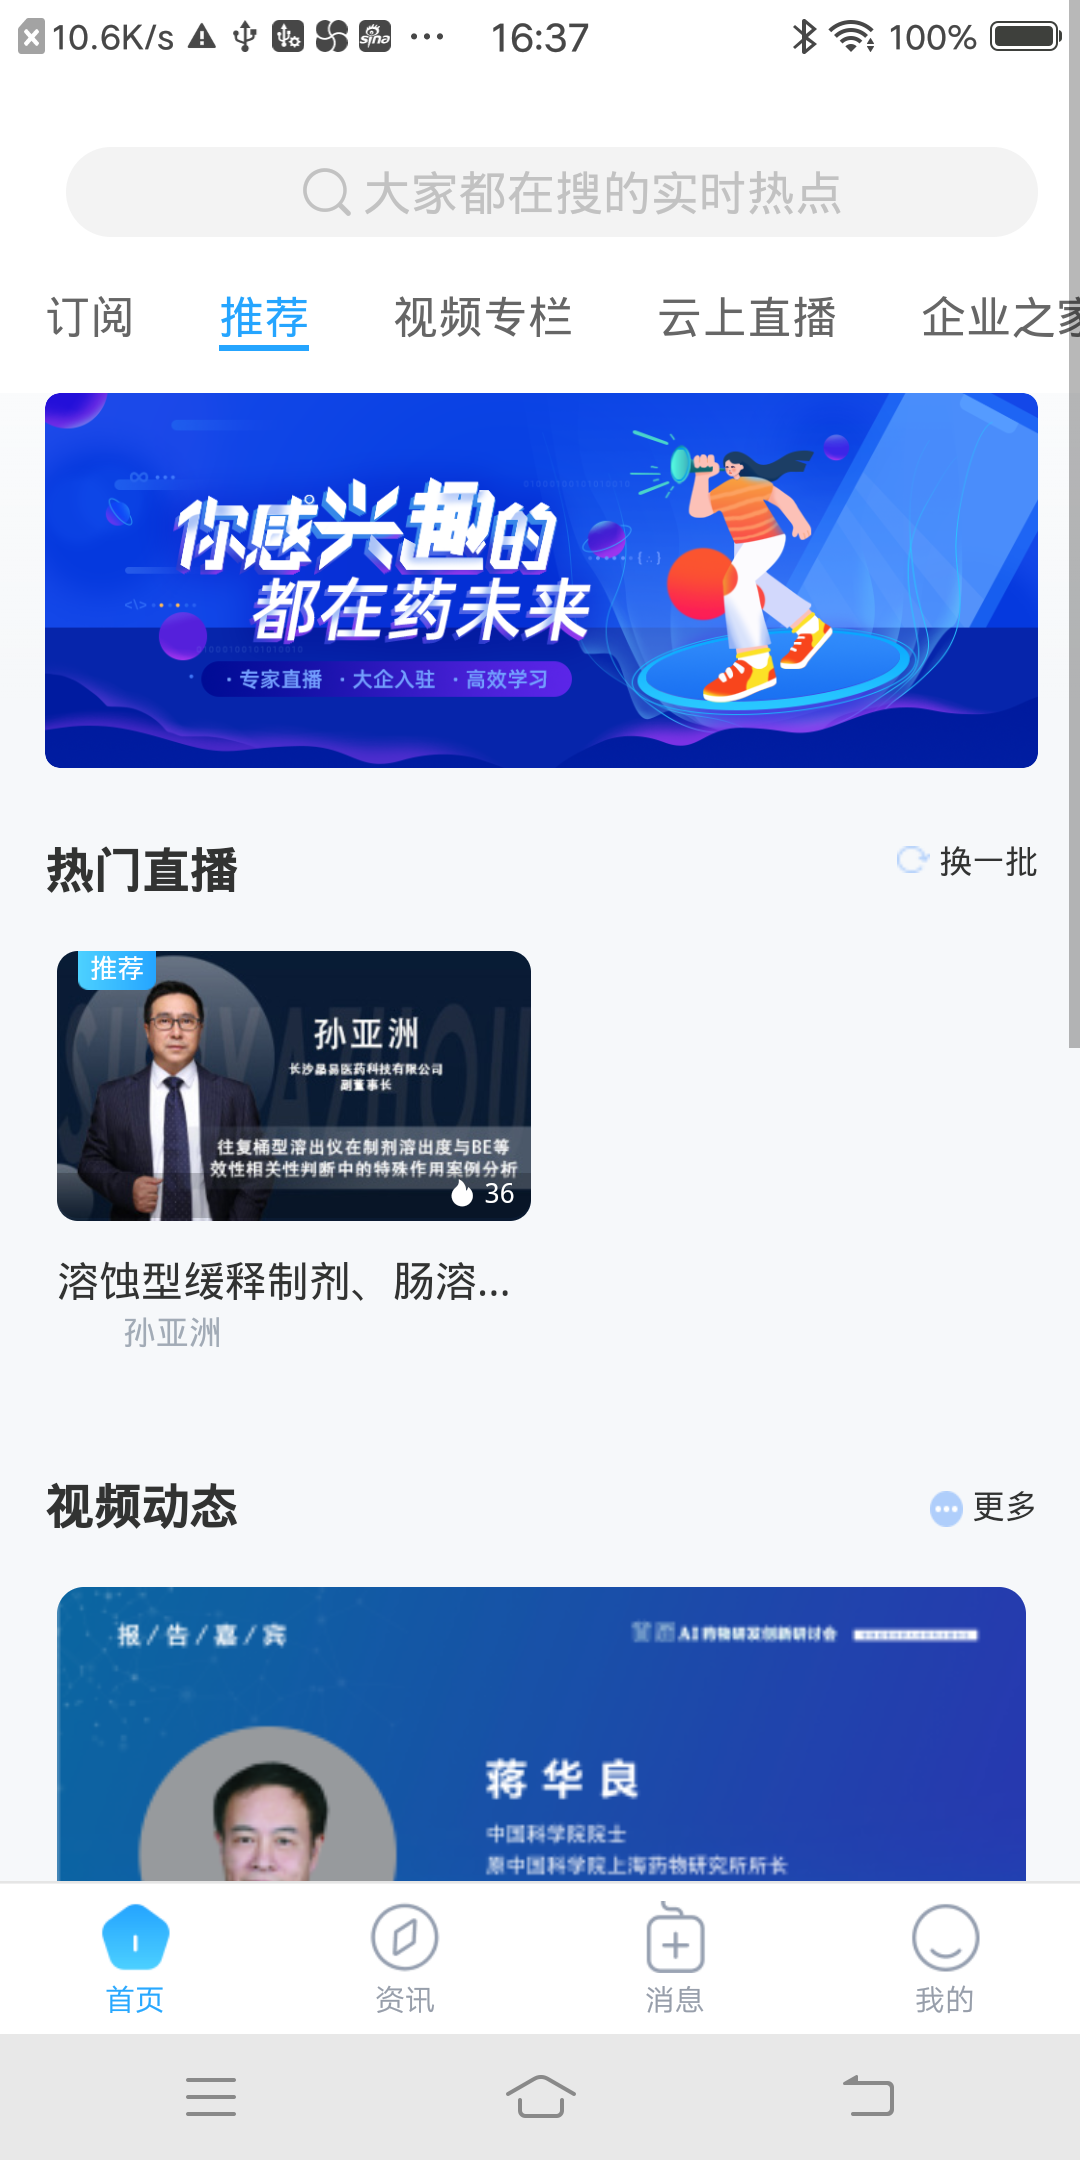 10.6K/s
sina
16:37
100%
大家都在搜的实时热点
订阅
推荐
视频专栏
云上直播
企业之家
你感兴趣的
都在药未来
·专家直播 ·大企入驻 ·高效学习
热门直播
换一批
推荐
孙亚洲
长沙晶易医药科技有限公司
副董事长
往复桶型溶出仪在制剂溶出度与BE等
效性相关性判断中的特殊作用案例分析
36
溶蚀型缓释制剂、肠溶...
孙亚洲
视频动态
更多
报/告/嘉/宾
AI药物研发创新研讨会
蒋华良
中国科学院院士
原中国科学院上海药物研究所所长
首页
资讯
消息
我的